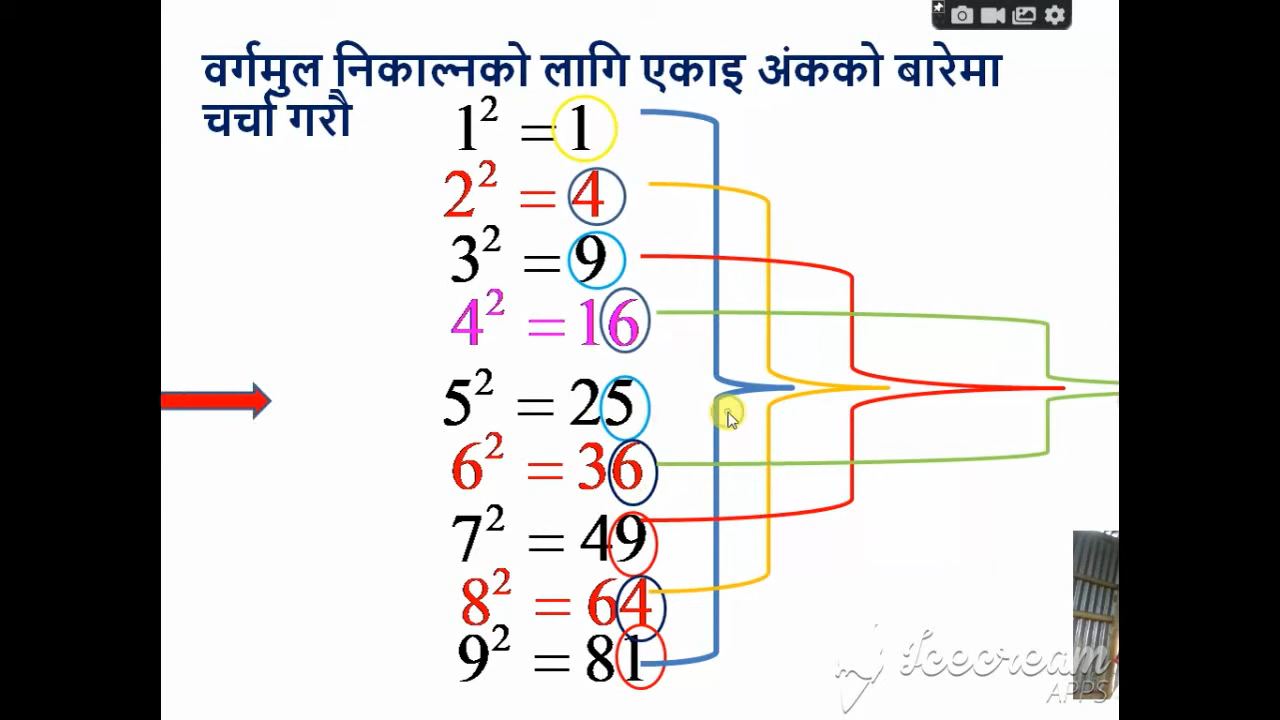 वर्गमुल निकाल्नको लागि एकाइ अंकको बारेमा
चर्चा गरौ
1² = 1
2² = 4
3² = 9
4² = 16
5² = 25
6² = 36
7² = 49
8² = 64
9² = 81
Icecream
APPS